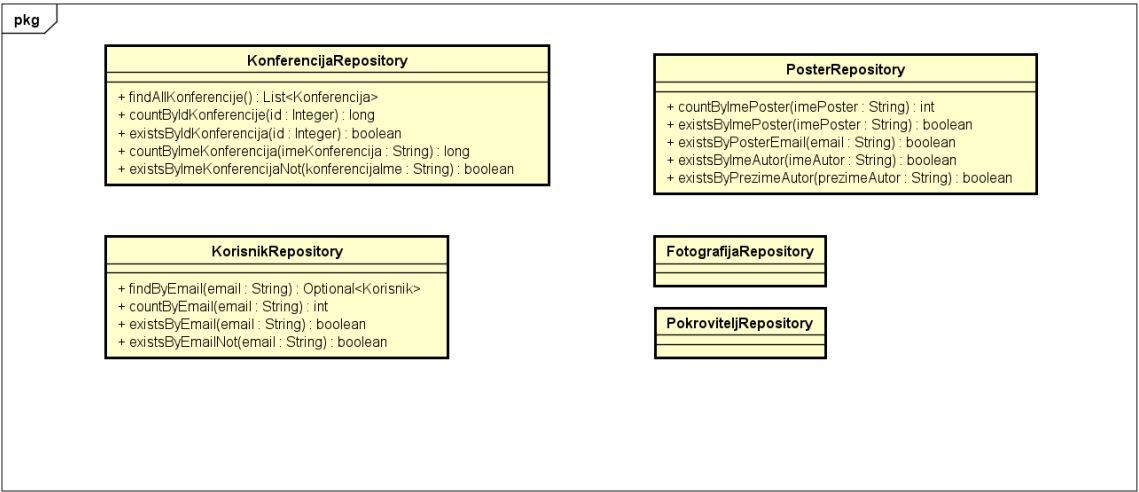 pkg
KonferencijaRepository
+ findAllKonferencije() : List<Konferencija>
+ countByIdKonferencije(id : Integer) : long
+ existsByIdKonferencija(id : Integer) : boolean
+ countByImeKonferencija(imeKonferencija : String) : long
+ existsByImeKonferencijaNot(konferencijaIme : String) : boolean
PosterRepository
+ countByImePoster(imePoster : String) : int
+ existsByImePoster(imePoster : String) : boolean
+ existsByPosterEmail(email : String) : boolean
+ existsByImeAutor(imeAutor : String) : boolean
+ existsByPrezimeAutor(prezimeAutor : String) : boolean
KorisnikRepository
+ findByEmail(email : String) : Optional<Korisnik>
+ countByEmail(email : String) : int
+ existsByEmail(email : String) : boolean
+ existsByEmailNot(email : String) : boolean
FotografijaRepository
PokroviteljRepository